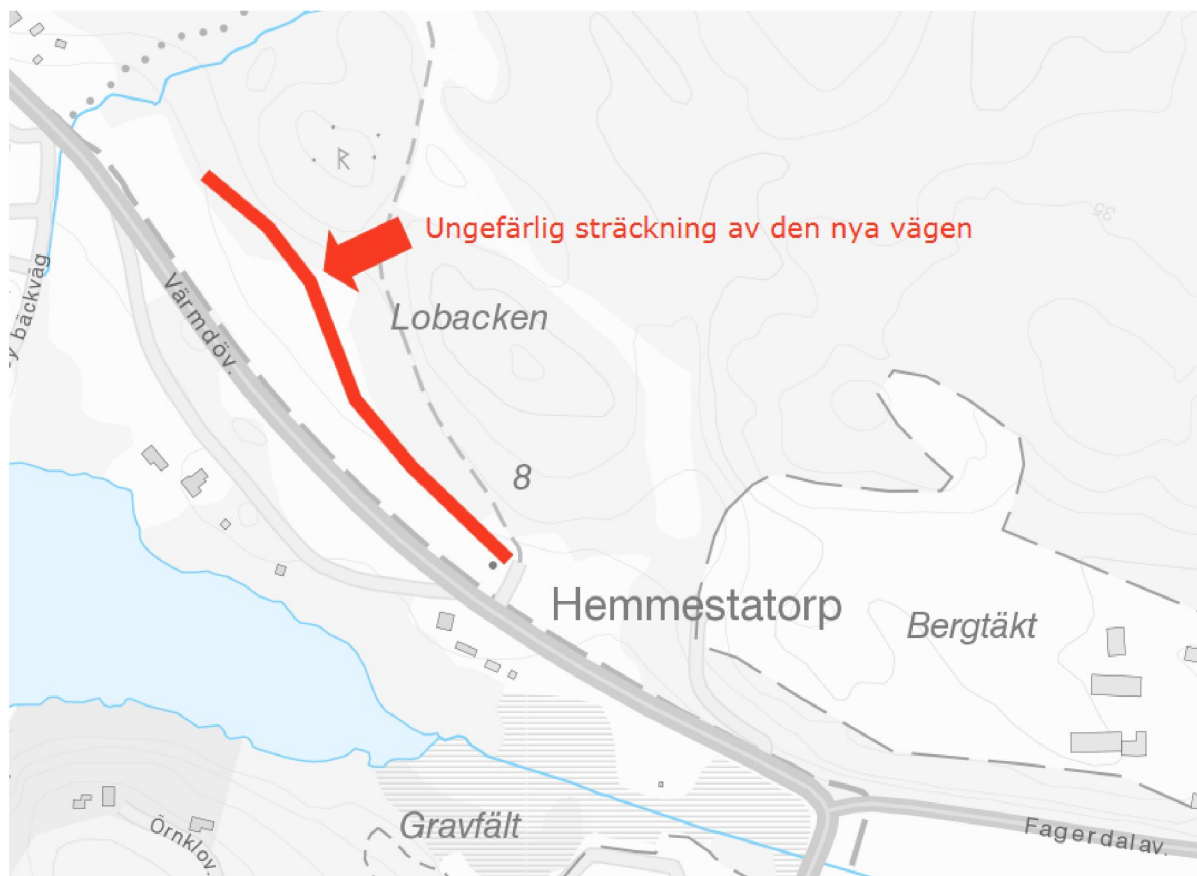 R
Ungefärlig sträckning av den nya vägen
35
Värmdöv.
Lobacken
y bäckväg
8
Hemmestatorp
Bergtäkt
Gravfält
Örnklov.
Fagerdalav.